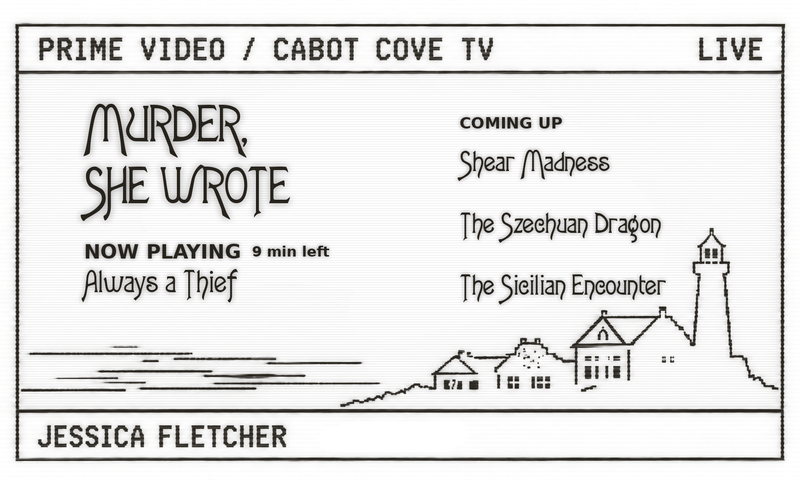 PRIME VIDEO / CABOT COVE TV LIVE
MURDER,
SHE WROTE
NOW PLAYING 9 min left
Always a Thief
COMING UP
Shear Madness
The Szechuan Dragon
The Sicilian Encounter
JESSICA FLETCHER